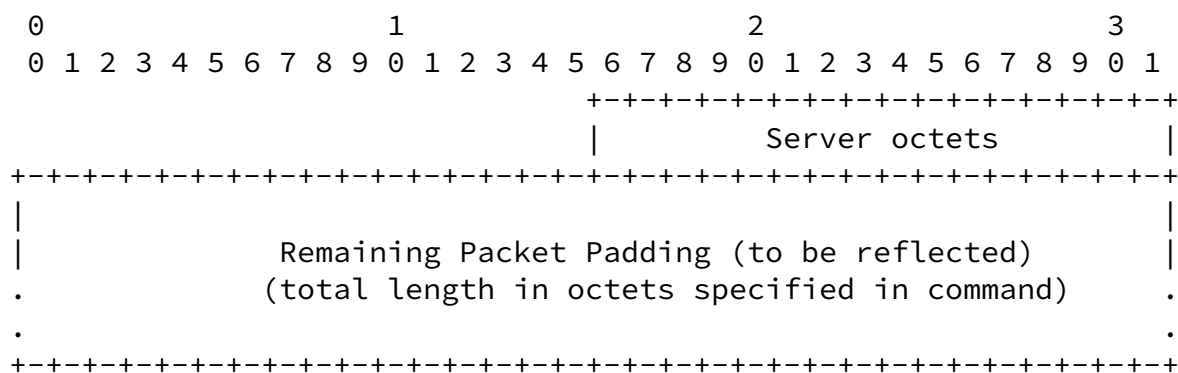 0                   1                   2                   3
 0 1 2 3 4 5 6 7 8 9 0 1 2 3 4 5 6 7 8 9 0 1 2 3 4 5 6 7 8 9 0 1
                                +-+-+-+-+-+-+-+-+-+-+-+-+-+-+-+-+
                                |         Server octets         |
+-+-+-+-+-+-+-+-+-+-+-+-+-+-+-+-+-+-+-+-+-+-+-+-+-+-+-+-+-+-+-+-+
|                                                               |
|              Remaining Packet Padding (to be reflected)       |
.             (total length in octets specified in command)     .
.                                                               .
+-+-+-+-+-+-+-+-+-+-+-+-+-+-+-+-+-+-+-+-+-+-+-+-+-+-+-+-+-+-+-+-+